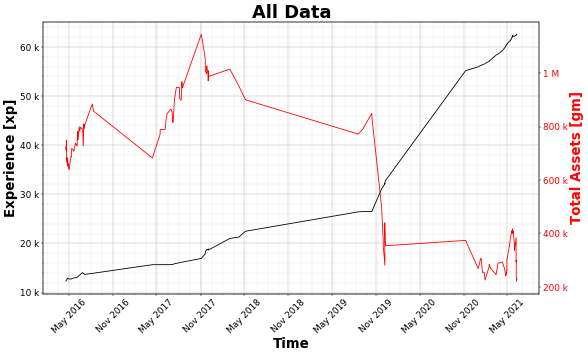 All Data
Experience [xp]
60 k
50 k
40 k
30 k
20 k
10 k
1 M
800 k
600 k
400 k
200 k
Total Assets [gm]
May 2016
Nov 2016
May 2017
Nov 2017
May 2018
Nov 2018
May 2019
Nov 2019
May 2020
Nov 2020
May 2021
Time